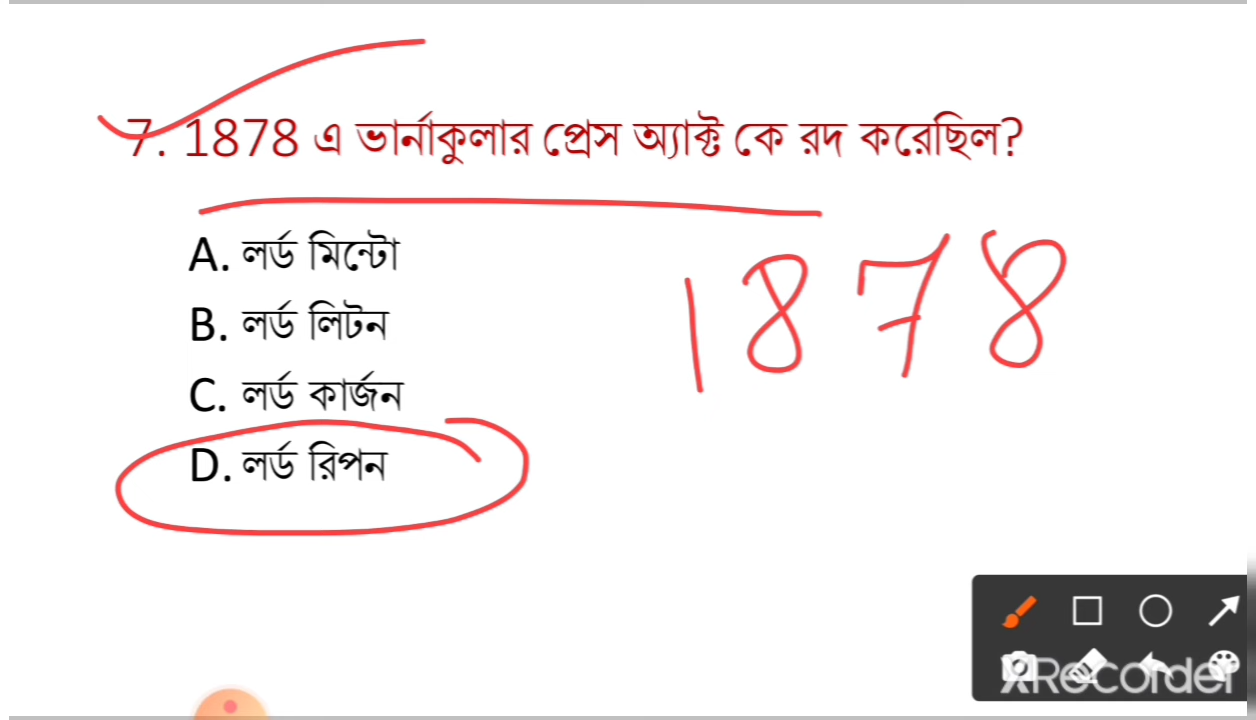 7. 1878 এ ভার্নাকুলার প্রেস অ্যাক্ট কে রদ করেছিল?
A. লর্ড মিন্টো
B. লর্ড লিটন
1878
C. লর্ড কার্জন
D. লর্ড রিপন
XRecorder